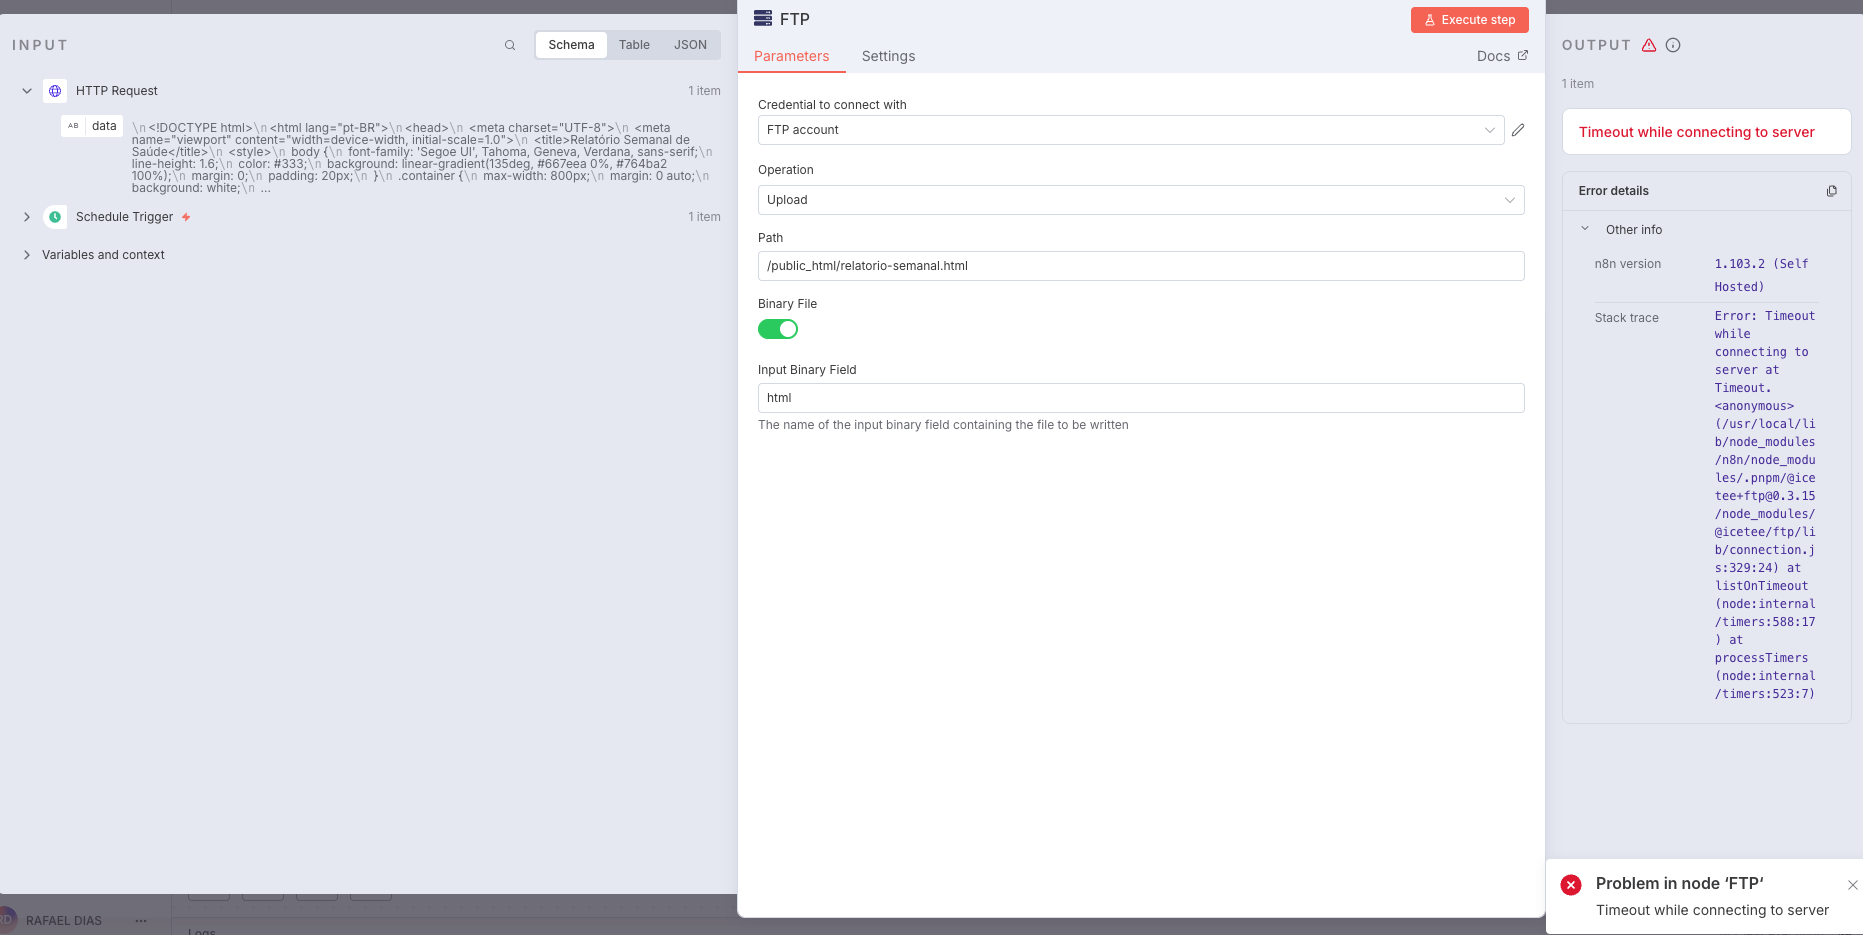 INPUT
Schema
Table
JSON
HTTP Request
1 item
AB
data
\n<!DOCTYPE html>\n<html lang="pt-BR">\n<head>\n <meta charset="UTF-8">\n <meta
name="viewport" content="width=device-width, initial-scale=1.0">\n <title>Relatório Semanal de
Saúde</title>\n <style>\n body {\n font-family: 'Segoe UI', Tahoma, Geneva, Verdana, sans-serif;\n
line-height: 1.6;\n color: #333;\n background: linear-gradient(135deg, #667eea 0%, #764ba2
100%);\n margin: 0;\n padding: 20px;\n }\n .container {\n max-width: 800px;\n margin: 0 auto;\n
background: white;\n ...
Schedule Trigger
1 item
Variables and context
RD
RAFAEL DIAS
Logs
FTP
Execute step
Parameters
Settings
Docs
Credential to connect with
FTP account
Operation
Upload
Path
/public_html/relatorio-semanal.html
Binary File
Input Binary Field
html
The name of the input binary field containing the file to be written
OUTPUT
1 item
Timeout while connecting to server
Error details
Other info
n8n version
1.103.2 (Self
Hosted)
Stack trace
Error: Timeout
while
connecting to
server at
Timeout.
<anonymous>
(/usr/local/li
b/node_modules
/n8n/node_modu
les/.pnpm/@ice
tee+ftp@0.3.15
/node_modules/
@icetee/ftp/li
b/connection.j
s:329:24) at
listOnTimeout
(node:internal
/timers:588:17
) at
processTimers
(node:internal
/timers:523:7)
Problem in node ‘FTP‘
Timeout while connecting to server